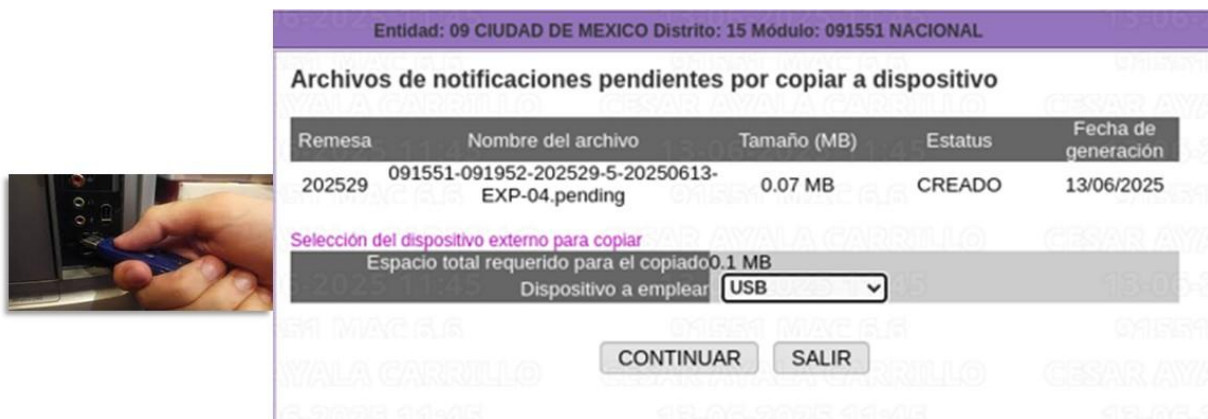 Entidad: 09 CIUDAD DE MEXICO Distrito: 15 Módulo: 091551 NACIONAL
Archivos de notificaciones pendientes por copiar a dispositivo
Remesa Nombre del archivo Tamaño (MB) Estatus Fecha de generación
202529 091551-091952-202529-5-20250613-EXP-04.pending 0.07 MB CREADO 13/06/2025
Selección del dispositivo externo para copiar
Espacio total requerido para el copiado 0.1 MB
Dispositivo a emplear USB
CONTINUAR SALIR